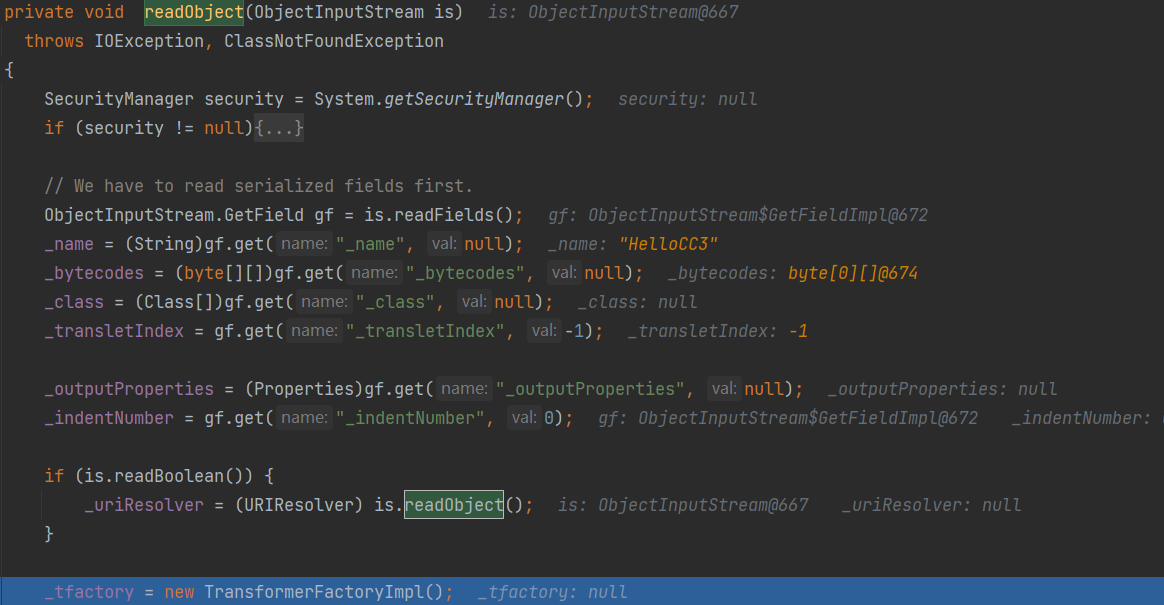 private void readObject(ObjectInputStream is) is: ObjectInputStream@667
throws IOException, ClassNotFoundException
{
SecurityManager security = System.getSecurityManager(); security: null
if (security != null){...}
// We have to read serialized fields first.
ObjectInputStream.GetField gf = is.readFields(); gf: ObjectInputStream$GetFieldImpl@672
_name = (String)gf.get( name: "_name", val: null); _name: "HelloCC3"
_bytecodes = (byte[][])gf.get( name: "_bytecodes", val: null); _bytecodes: byte[0][]@674
_class = (Class[])gf.get( name: "_class", val: null); _class: null
_transletIndex = gf.get( name: "_transletIndex", val: -1); _transletIndex: -1
_outputProperties = (Properties)gf.get( name: "_outputProperties", val: null); _outputProperties: null
_indentNumber = gf.get( name: "_indentNumber", val: 0); gf: ObjectInputStream$GetFieldImpl@672 _indentNumber:
if (is.readBoolean()) {
_uriResolver = (URIResolver) is.readObject(); is: ObjectInputStream@667 _uriResolver: null
}
_tfactory = new TransformerFactoryImpl(); _tfactory: null